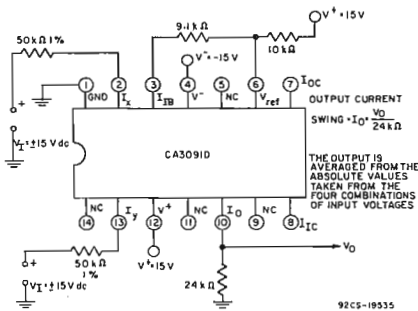 V⁺=15V
9.1kΩ
10kΩ
50kΩ 1%
V⁻=-15V
1 2 3 4 5 6 7
GND Ix IIB V⁻ NC Vref IOC
+
VI=±15 V dc
OUTPUT CURRENT
SWING = IO = VO
24kΩ
CA3091D
THE OUTPUT IS
AVERAGED FROM THE
ABSOLUTE VALUES
TAKEN FROM THE
FOUR COMBINATIONS
OF INPUT VOLTAGES
NC Iy V⁺ NC IO NC IIC
14 13 12 11 10 9 8
VO
+
50kΩ
1%
VI=±15V dc
V⁺=15V
24kΩ
92CS-19535